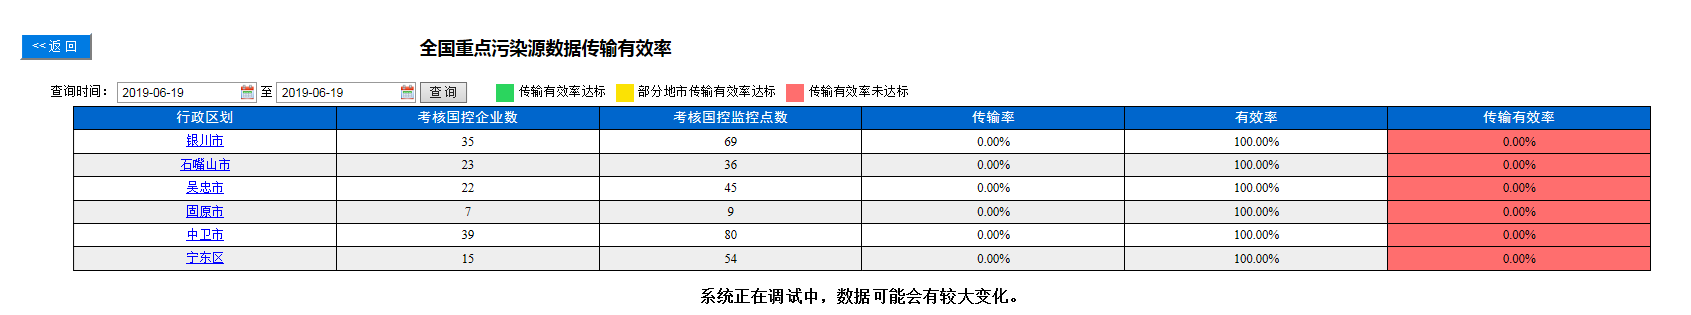 << 返 回
全国重点污染源数据传输有效率
查询时间： 2019-06-19 至 2019-06-19 查 询 传输有效率达标 部分地市传输有效率达标 传输有效率未达标
行政区划 考核国控企业数 考核国控监控点数 传输率 有效率 传输有效率
银川市 35 69 0.00% 100.00% 0.00%
石嘴山市 23 36 0.00% 100.00% 0.00%
吴忠市 22 45 0.00% 100.00% 0.00%
固原市 7 9 0.00% 100.00% 0.00%
中卫市 39 80 0.00% 100.00% 0.00%
宁东区 15 54 0.00% 100.00% 0.00%
系统正在调试中，数据可能会有较大变化。